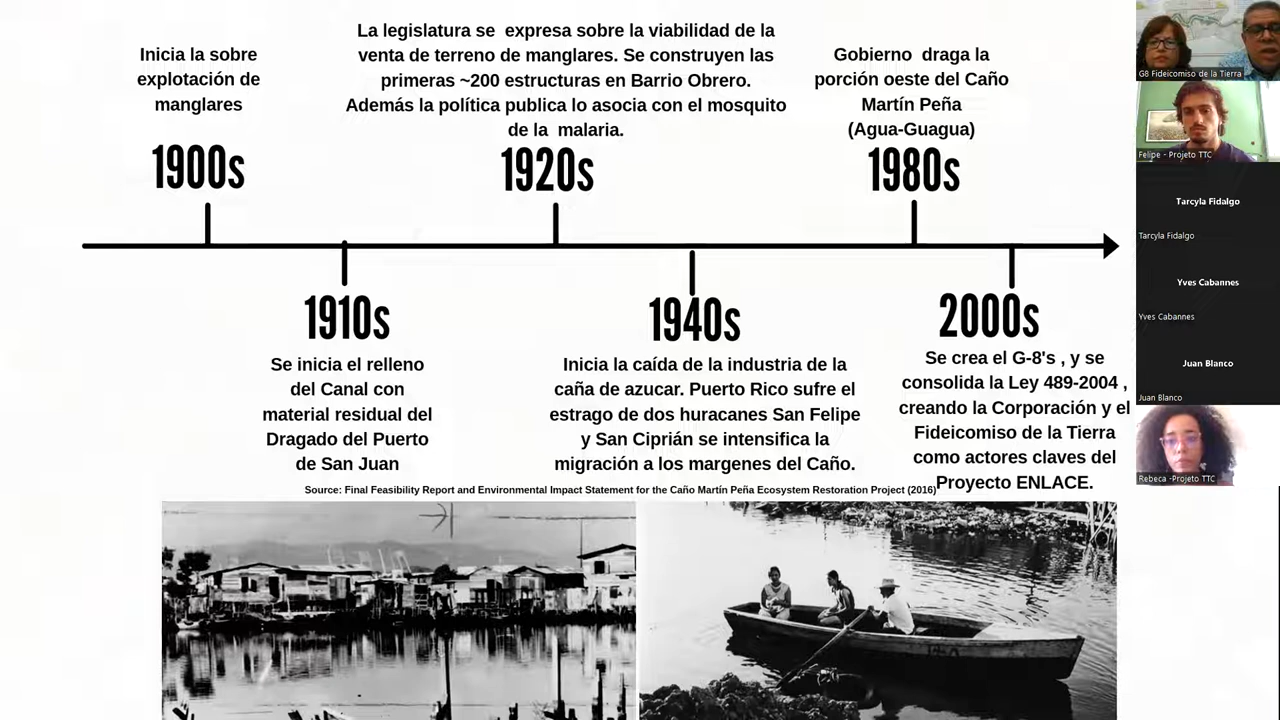 Inicia la sobre
explotación de
manglares
1900s
La legislatura se expresa sobre la viabilidad de la
venta de terreno de manglares. Se construyen las
primeras ~200 estructuras en Barrio Obrero.
Además la política publica lo asocia con el mosquito
de la malaria.
1920s
Gobierno draga la
porción oeste del Caño
Martín Peña
(Agua-Guagua)
1980s
1910s
Se inicia el relleno
del Canal con
material residual del
Dragado del Puerto
de San Juan
1940s
Inicia la caída de la industria de la
caña de azucar. Puerto Rico sufre el
estrago de dos huracanes San Felipe
y San Ciprián se intensifica la
migración a los margenes del Caño.
2000s
Se crea el G-8's , y se
consolida la Ley 489-2004 ,
creando la Corporación y el
Fideicomiso de la Tierra
como actores claves del
Proyecto ENLACE.
Source: Final Feasibility Report and Environmental Impact Statement for the Caño Martín Peña Ecosystem Restoration Project (2016)
G8 Fideicomiso de la Tierra
Felipe - Projeto TTC
Tarcyla Fidalgo
Tarcyla Fidalgo
Yves Cabannes
Yves Cabannes
Juan Blanco
Juan Blanco
Rebeca -Projeto TTC